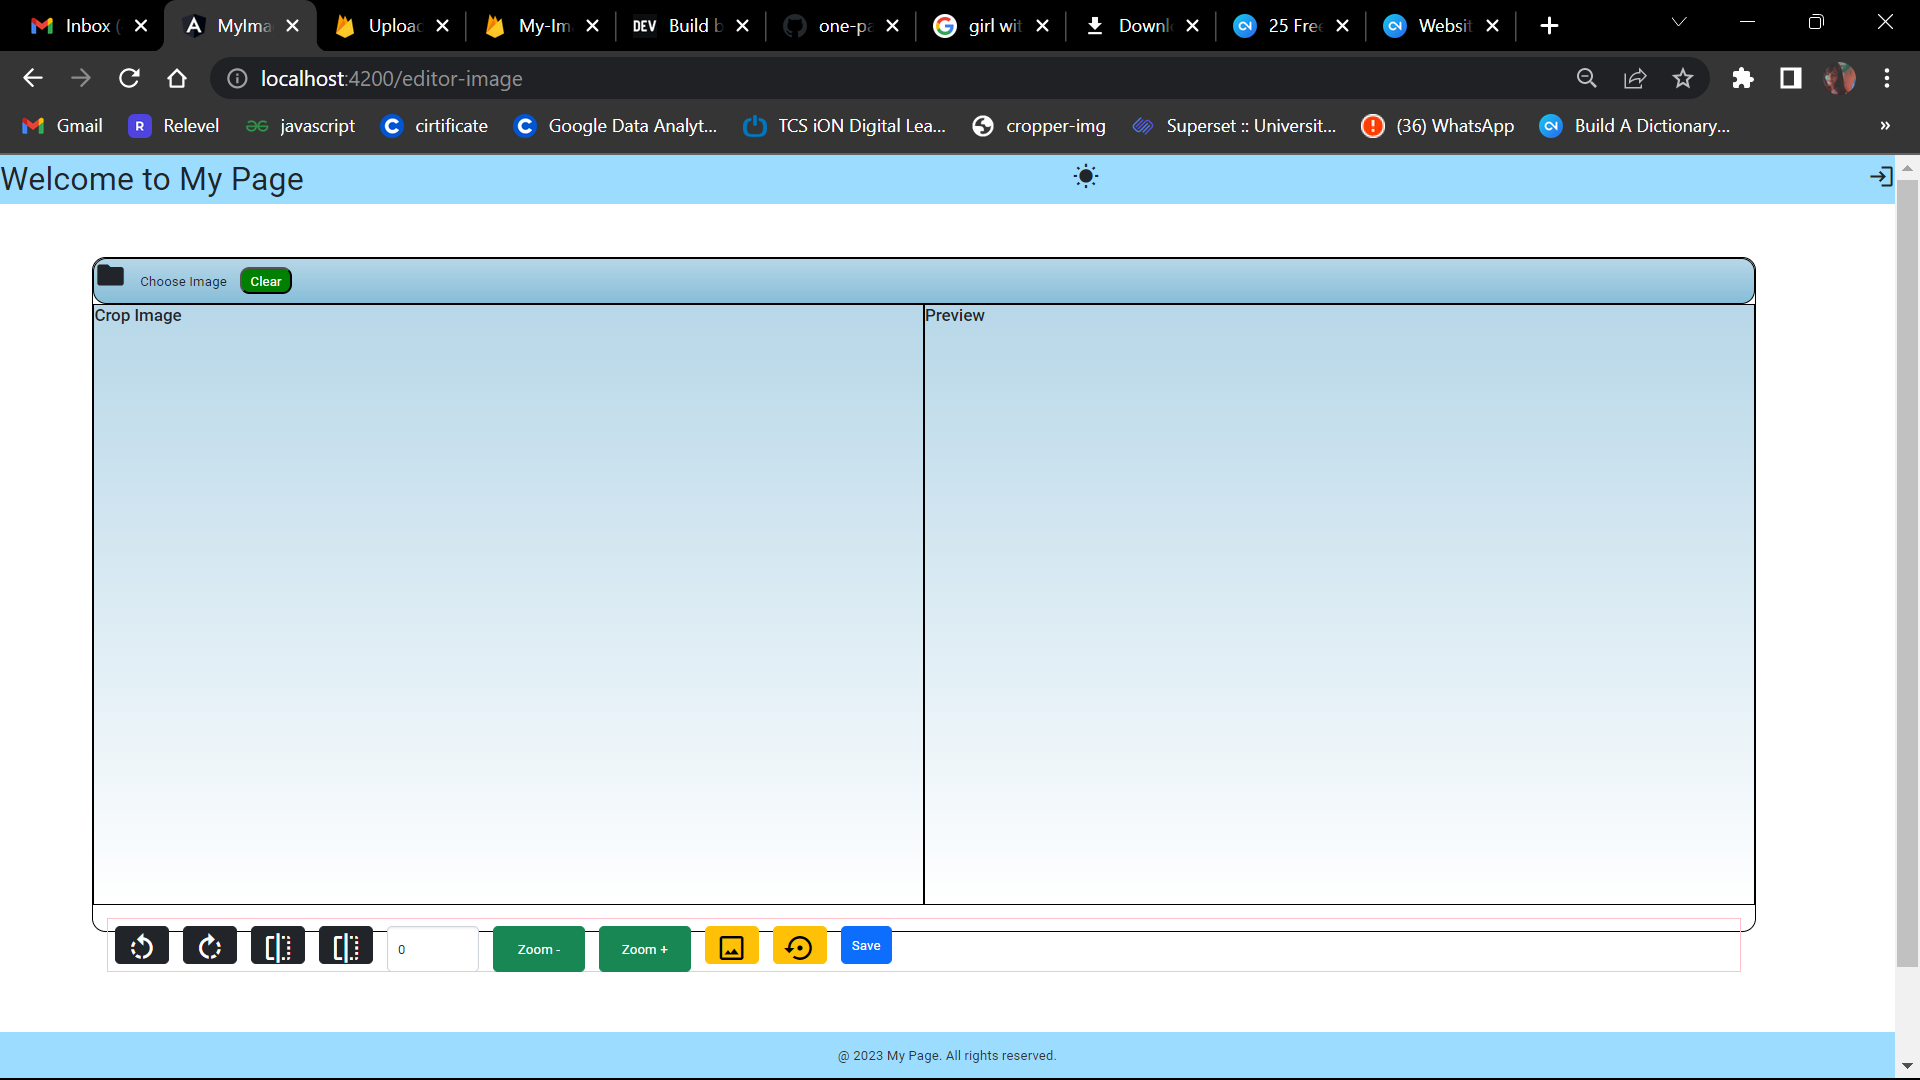 Inbox (
MyIma
Upload
My-Im
DEV Build b
one-pa
girl wit
Downl
25 Free
Websit
localhost:4200/editor-image
Gmail
R Relevel
javascript
cirtificate
Google Data Analyt...
TCS iON Digital Lea...
cropper-img
Superset :: Universit...
(36) WhatsApp
Build A Dictionary...
»
Welcome to My Page
Choose Image Clear
Crop Image
Preview
0
Zoom -
Zoom +
Save
@ 2023 My Page. All rights reserved.